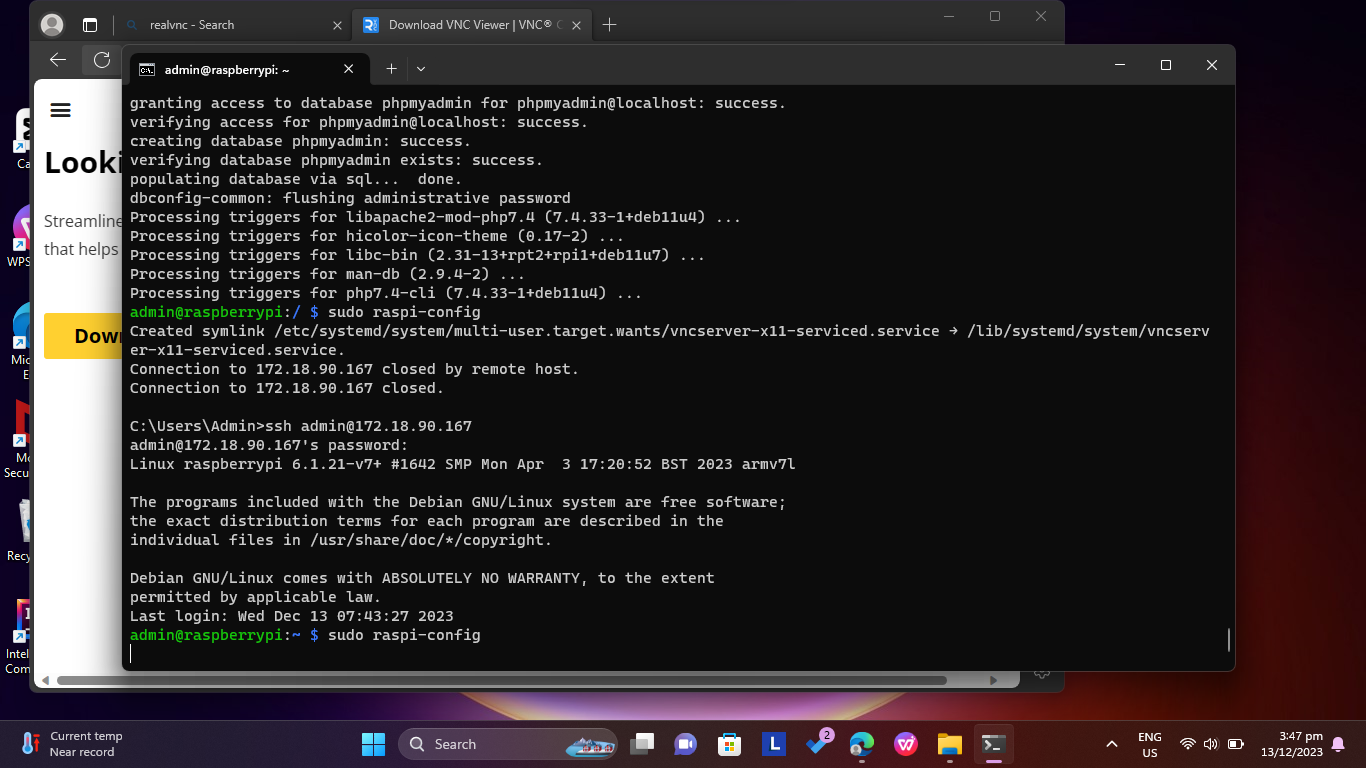 realvnc - Search
Download VNC Viewer | VNC®
admin@raspberrypi: ~
granting access to database phpmyadmin for phpmyadmin@localhost: success.
verifying access for phpmyadmin@localhost: success.
creating database phpmyadmin: success.
verifying database phpmyadmin exists: success.
populating database via sql...  done.
dbconfig-common: flushing administrative password
Processing triggers for libapache2-mod-php7.4 (7.4.33-1+deb11u4) ...
Processing triggers for hicolor-icon-theme (0.17-2) ...
Processing triggers for libc-bin (2.31-13+rpt2+rpi1+deb11u7) ...
Processing triggers for man-db (2.9.4-2) ...
Processing triggers for php7.4-cli (7.4.33-1+deb11u4) ...
admin@raspberrypi:/ $ sudo raspi-config
Created symlink /etc/systemd/system/multi-user.target.wants/vncserver-x11-serviced.service → /lib/systemd/system/vncserv
er-x11-serviced.service.
Connection to 172.18.90.167 closed by remote host.
Connection to 172.18.90.167 closed.
C:\Users\Admin>ssh admin@172.18.90.167
admin@172.18.90.167's password:
Linux raspberrypi 6.1.21-v7+ #1642 SMP Mon Apr  3 17:20:52 BST 2023 armv7l
The programs included with the Debian GNU/Linux system are free software;
the exact distribution terms for each program are described in the
individual files in /usr/share/doc/*/copyright.
Debian GNU/Linux comes with ABSOLUTELY NO WARRANTY, to the extent
permitted by applicable law.
Last login: Wed Dec 13 07:43:27 2023
admin@raspberrypi:~ $ sudo raspi-config
Looki
Streamline
that helps
Down
Ca
WPS
Mic
E
Mc
Secu
Recy
Intel
Com
Current temp
Near record
Search
2
ENG
US
3:47 pm
13/12/2023